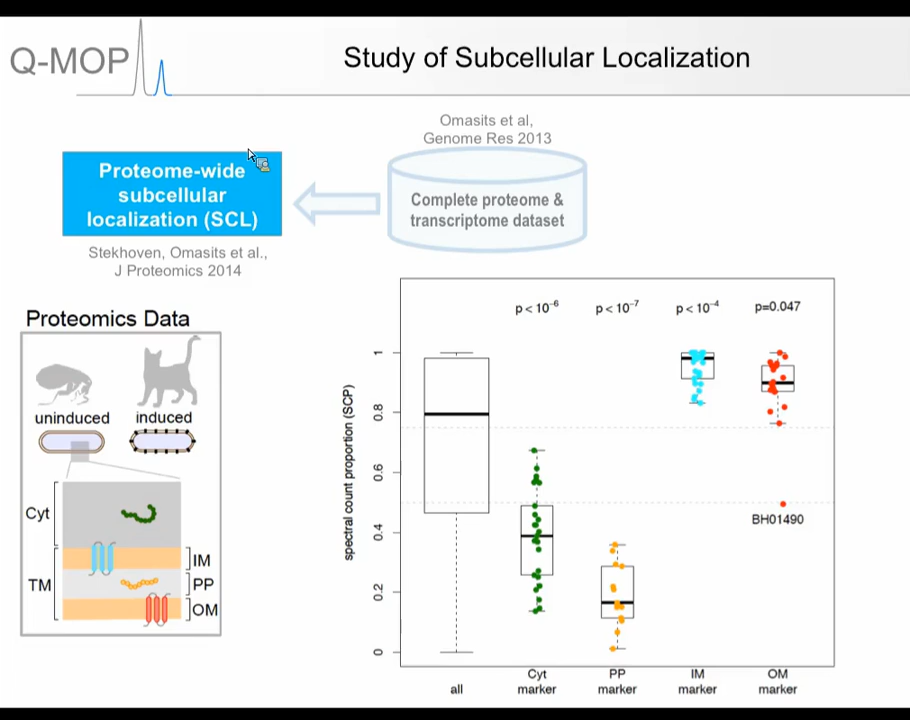 Q-MOP
Study of Subcellular Localization
Omasits et al,
Genome Res 2013
Proteome-wide
subcellular
localization (SCL)
Complete proteome &
transcriptome dataset
Stekhoven, Omasits et al.,
J Proteomics 2014
Proteomics Data
uninduced
induced
Cyt
TM
IM
PP
OM
p < 10⁻⁶
p < 10⁻⁷
p < 10⁻⁴
p=0.047
spectral count proportion (SCP)
1
0.8
0.6
0.4
0.2
0
BH01490
all
Cyt
marker
PP
marker
IM
marker
OM
marker